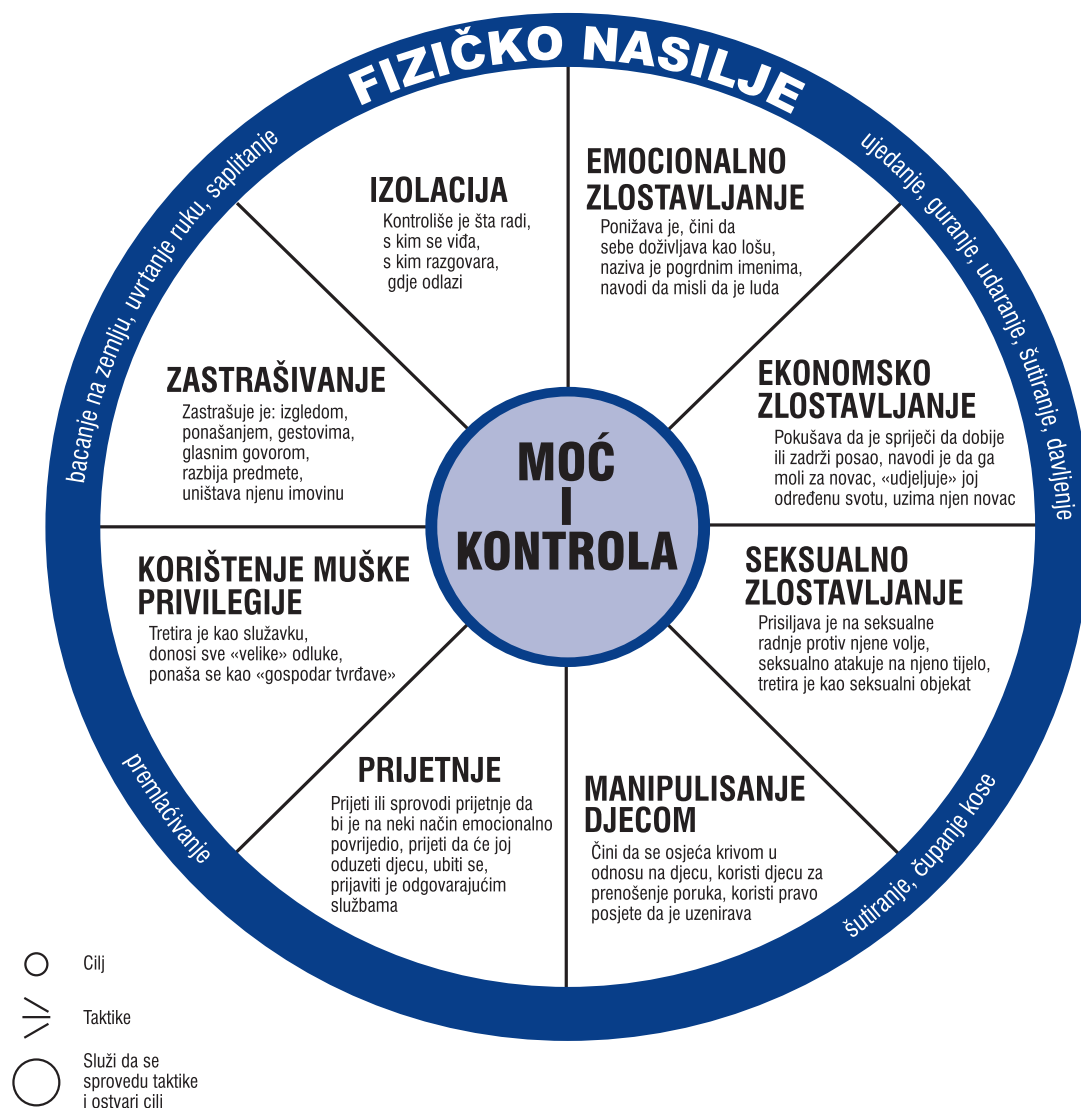 FIZIČKO NASILJE
bacanje na zemlju, uvrtanje ruku, saplitanje
ujedanje, guranje, udaranje, šutiranje, davljenje
IZOLACIJA
Kontroliše je šta radi,
s kim se viđa,
s kim razgovara,
gdje odlazi
EMOCIONALNO
ZLOSTAVLJANJE
Ponižava je, čini da
sebe doživljava kao lošu,
naziva je pogrdnim imenima,
navodi da misli da je luda
ZASTRAŠIVANJE
Zastrašuje je: izgledom,
ponašanjem, gestovima,
glasnim govorom,
razbija predmete,
uništava njenu imovinu
EKONOMSKO
ZLOSTAVLJANJE
Pokušava da je spriječi da dobije
ili zadrži posao, navodi je da ga
moli za novac, «udjeljuje» joj
određenu svotu, uzima njen novac
MOĆ
I
KONTROLA
KORIŠTENJE MUŠKE
PRIVILEGIJE
Tretira je kao služavku,
donosi sve «velike» odluke,
ponaša se kao «gospodar tvrđave»
SEKSUALNO
ZLOSTAVLJANJE
Prisiljava je na seksualne
radnje protiv njene volje,
seksualno atakuje na njeno tijelo,
tretira je kao seksualni objekat
PRIJETNJE
Prijeti ili sprovodi prijetnje da
bi je na neki način emocionalno
povrijedio, prijeti da će joj
oduzeti djecu, ubiti se,
prijaviti je odgovarajućim
službama
MANIPULISANJE
DJECOM
Čini da se osjeća krivom u
odnosu na djecu, koristi djecu za
prenošenje poruka, koristi pravo
posjete da je uzenirava
premlaćivanje
šutiranje, čupanje kose
Cilj
Taktike
Služi da se
sprovedu taktike
i ostvari cilj